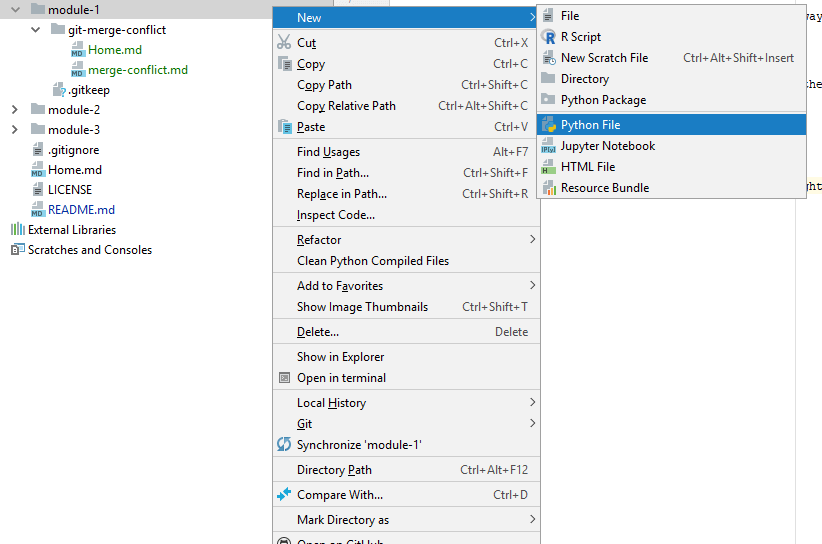 module-1
git-merge-conflict
Home.md
merge-conflict.md
.gitkeep
module-2
module-3
.gitignore
Home.md
LICENSE
README.md
External Libraries
Scratches and Consoles
New
Cut Ctrl+X
Copy Ctrl+C
Copy Path Ctrl+Shift+C
Copy Relative Path Ctrl+Alt+Shift+C
Paste Ctrl+V
Find Usages Alt+F7
Find in Path... Ctrl+Shift+F
Replace in Path... Ctrl+Shift+R
Inspect Code...
Refactor
Clean Python Compiled Files
Add to Favorites
Show Image Thumbnails Ctrl+Shift+T
Delete... Delete
Show in Explorer
Open in terminal
Local History
Git
Synchronize 'module-1'
Directory Path Ctrl+Alt+F12
Compare With... Ctrl+D
Mark Directory as
Open on GitHub
File
R Script
New Scratch File Ctrl+Alt+Shift+Insert
Directory
Python Package
Python File
Jupyter Notebook
HTML File
Resource Bundle